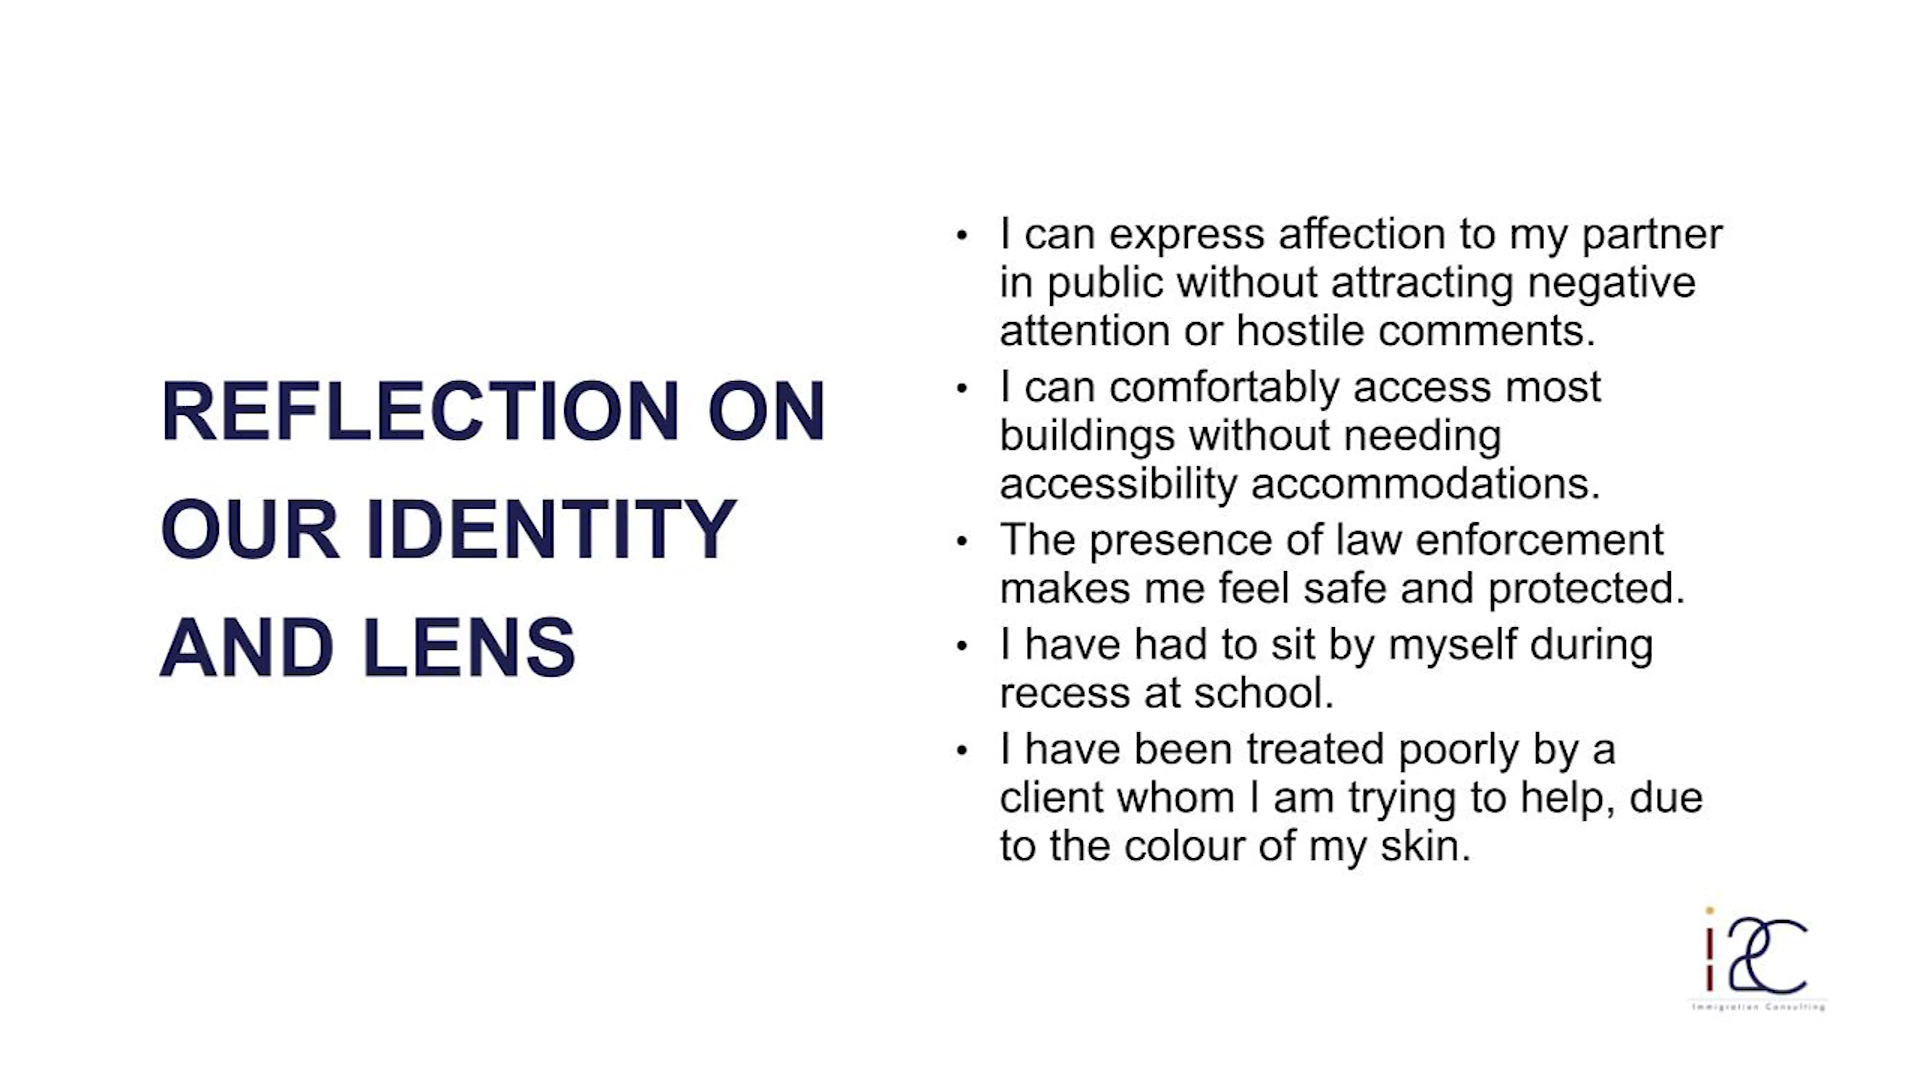 REFLECTION ON
OUR IDENTITY
AND LENS
• I can express affection to my partner
in public without attracting negative
attention or hostile comments.
• I can comfortably access most
buildings without needing
accessibility accommodations.
• The presence of law enforcement
makes me feel safe and protected.
• I have had to sit by myself during
recess at school.
• I have been treated poorly by a
client whom I am trying to help, due
to the colour of my skin.
i2C
Immigration Consulting